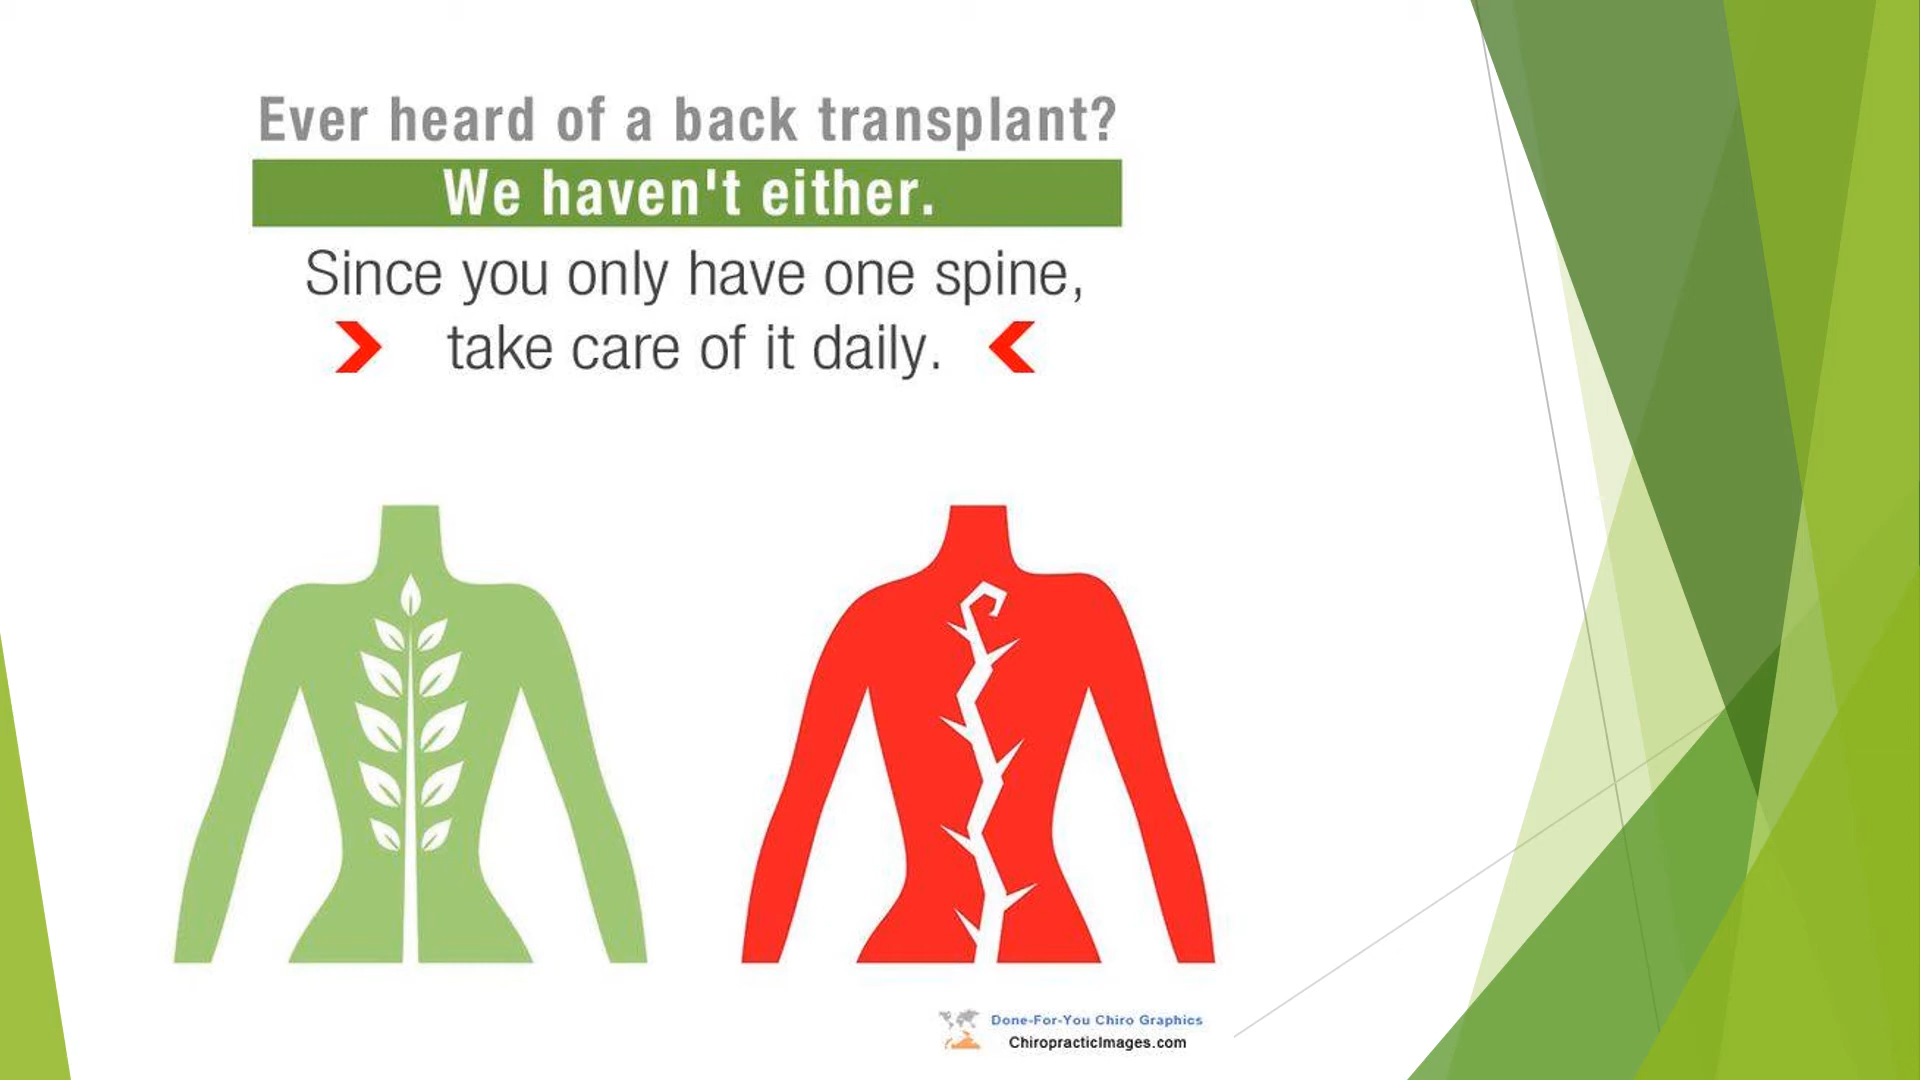 Ever heard of a back transplant?
We haven't either.
Since you only have one spine,
take care of it daily.
Done-For-You Chiro Graphics
ChiropracticImages.com